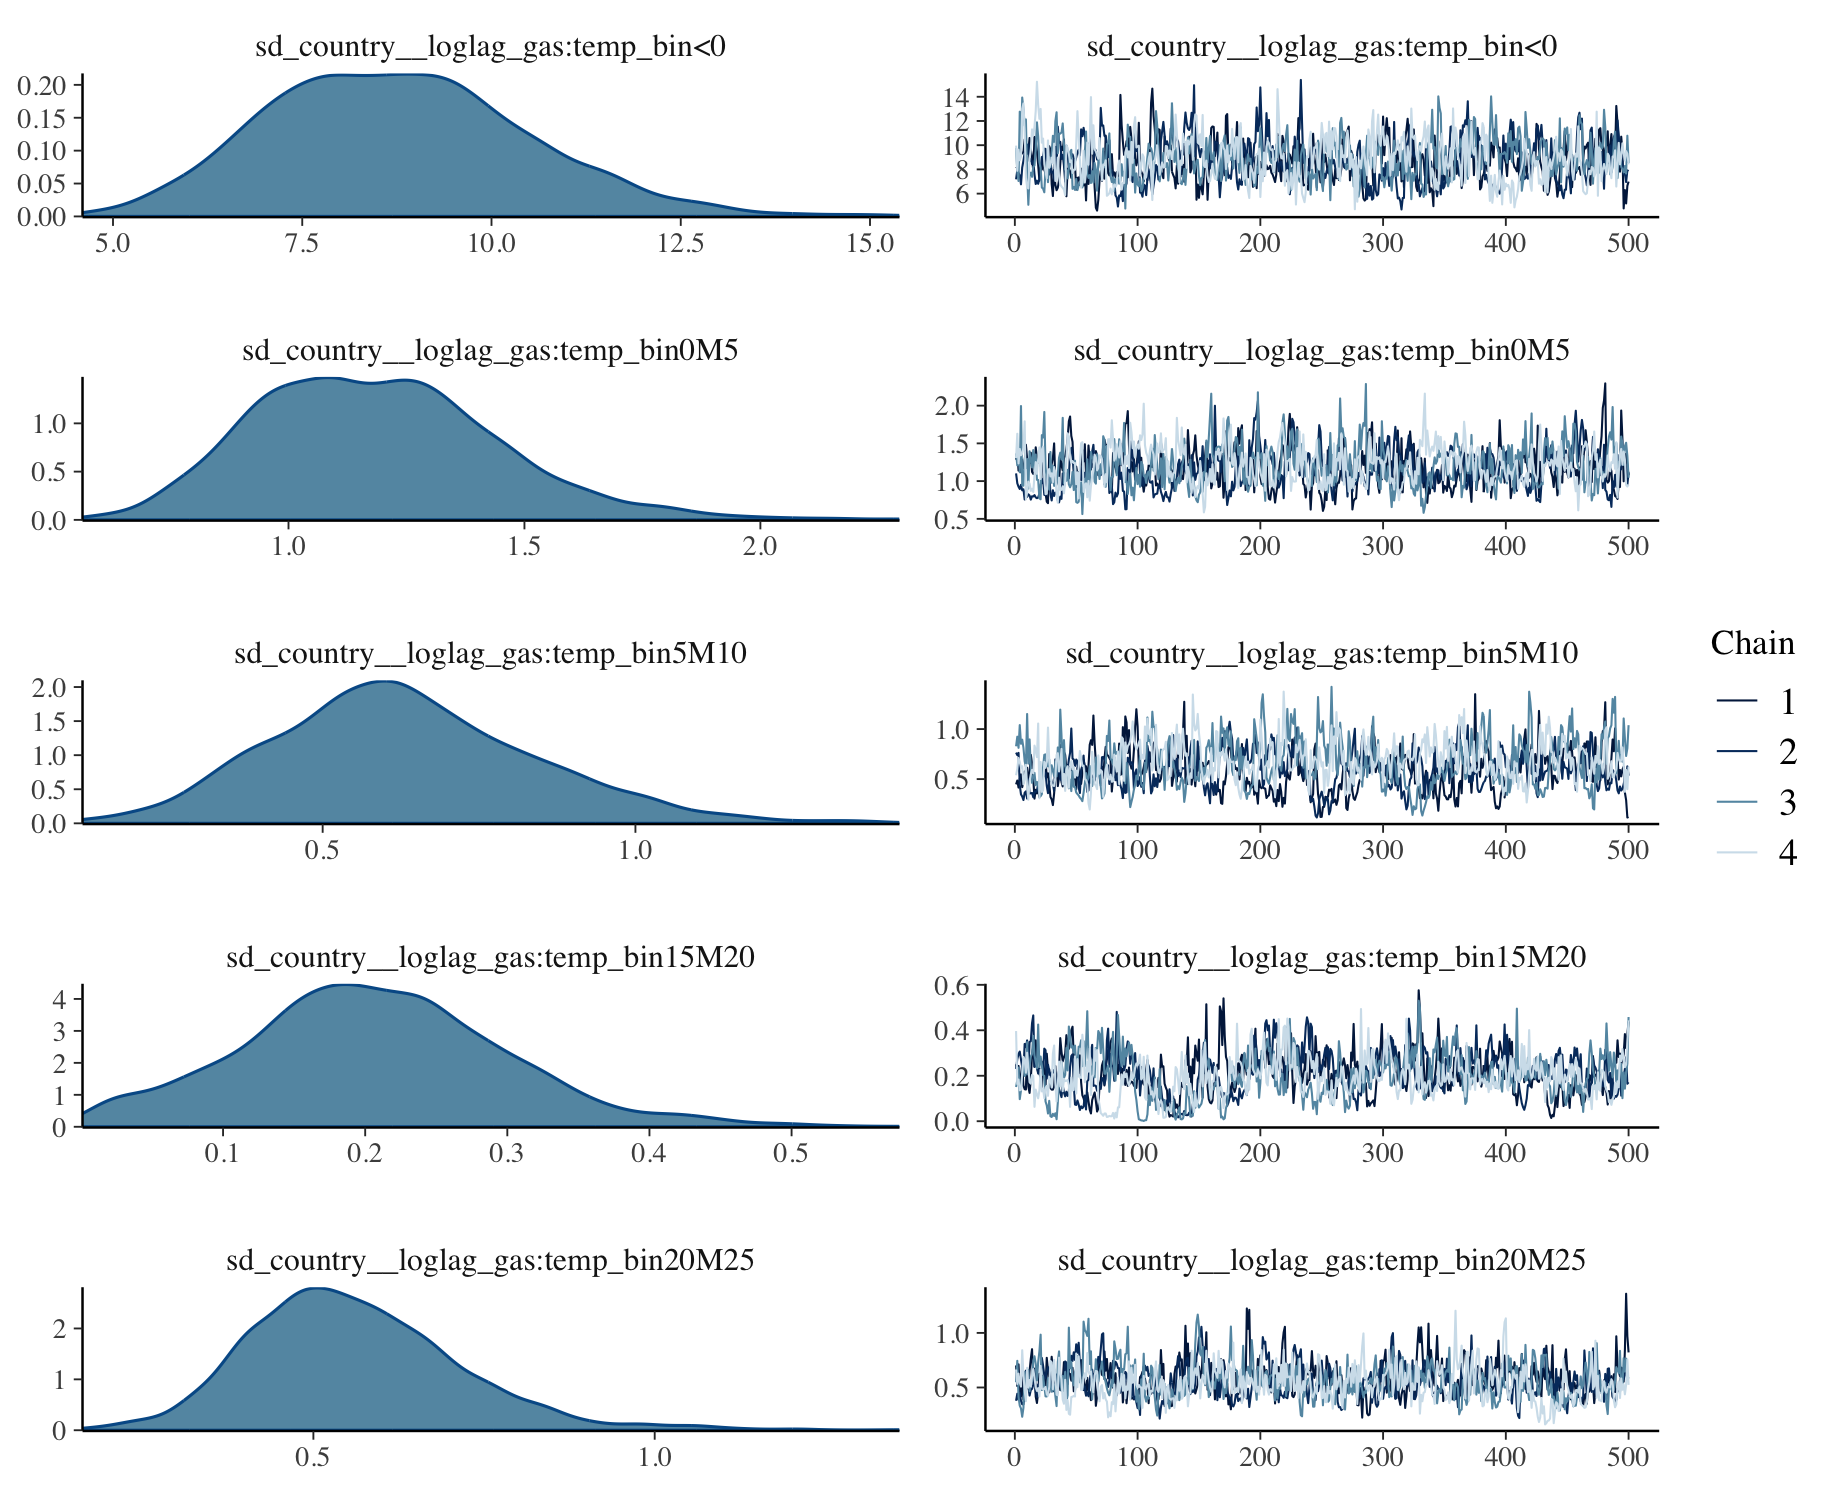 sd_country__loglag_gas:temp_bin<0
0.20
0.15
0.10
0.05
0.00
5.0 7.5 10.0 12.5 15.0
sd_country__loglag_gas:temp_bin<0
14
12
10
8
6
0 100 200 300 400 500
sd_country__loglag_gas:temp_bin0M5
1.0
0.5
0.0
1.0 1.5 2.0
sd_country__loglag_gas:temp_bin0M5
2.0
1.5
1.0
0.5
0 100 200 300 400 500
sd_country__loglag_gas:temp_bin5M10
2.0
1.5
1.0
0.5
0.0
0.5 1.0
sd_country__loglag_gas:temp_bin5M10
1.0
0.5
0 100 200 300 400 500
Chain
1
2
3
4
sd_country__loglag_gas:temp_bin15M20
4
3
2
1
0
0.1 0.2 0.3 0.4 0.5
sd_country__loglag_gas:temp_bin15M20
0.6
0.4
0.2
0.0
0 100 200 300 400 500
sd_country__loglag_gas:temp_bin20M25
2
1
0
0.5 1.0
sd_country__loglag_gas:temp_bin20M25
1.0
0.5
0 100 200 300 400 500